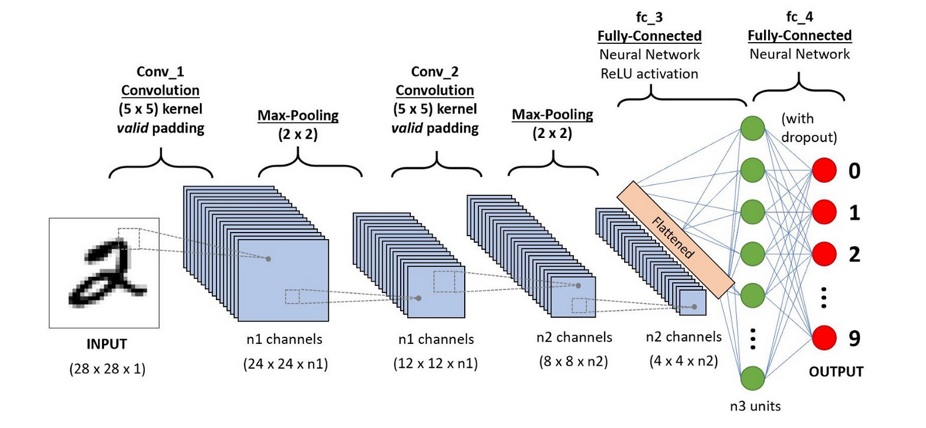 Conv_1
Convolution
(5 x 5) kernel
valid padding
Max-Pooling
(2 x 2)
Conv_2
Convolution
(5 x 5) kernel
valid padding
Max-Pooling
(2 x 2)
fc_3
Fully-Connected
Neural Network
ReLU activation
fc_4
Fully-Connected
Neural Network
(with
dropout)
2
Flattened
0
1
2
9
OUTPUT
INPUT
(28 x 28 x 1)
n1 channels
(24 x 24 x n1)
n1 channels
(12 x 12 x n1)
n2 channels
(8 x 8 x n2)
n2 channels
(4 x 4 x n2)
n3 units